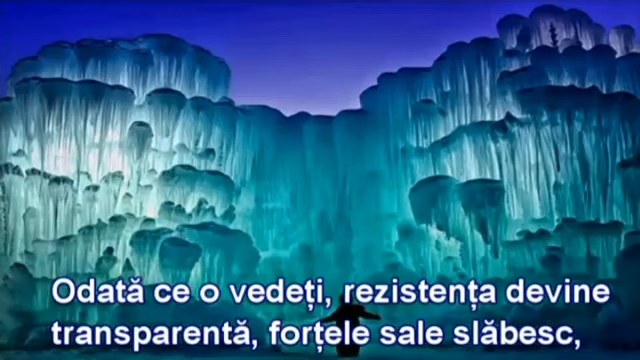 Odată ce o vedeți, rezistența devine
transparentă, forțele sale slăbesc,